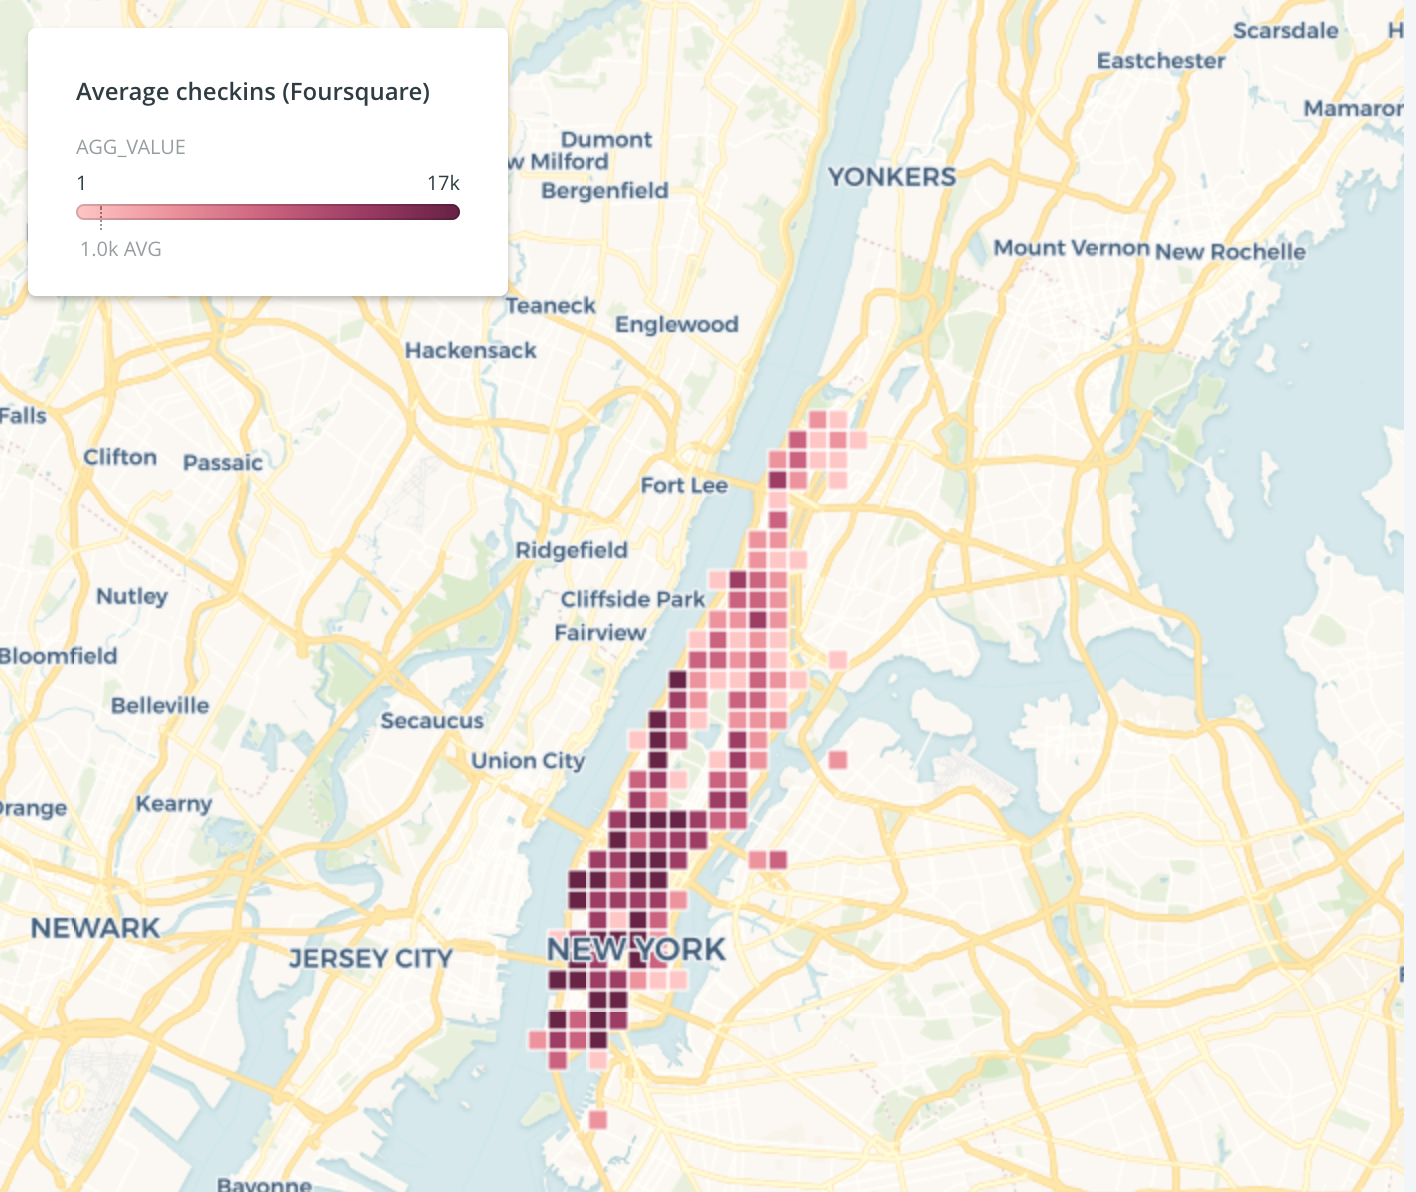 Average checkins (Foursquare)
AGG_VALUE
1 17k
1.0k AVG
Scarsdale
Eastchester
Dumont
Bergenfield
YONKERS
Mount Vernon
New Rochelle
Teaneck
Englewood
Hackensack
Falls
Clifton
Passaic
Fort Lee
Ridgefield
Nutley
Cliffside Park
Fairview
Bloomfield
Belleville
Secaucus
Union City
Kearny
NEWARK
JERSEY CITY
NEW YORK
Bayonne
w Milford
Mamaror
H